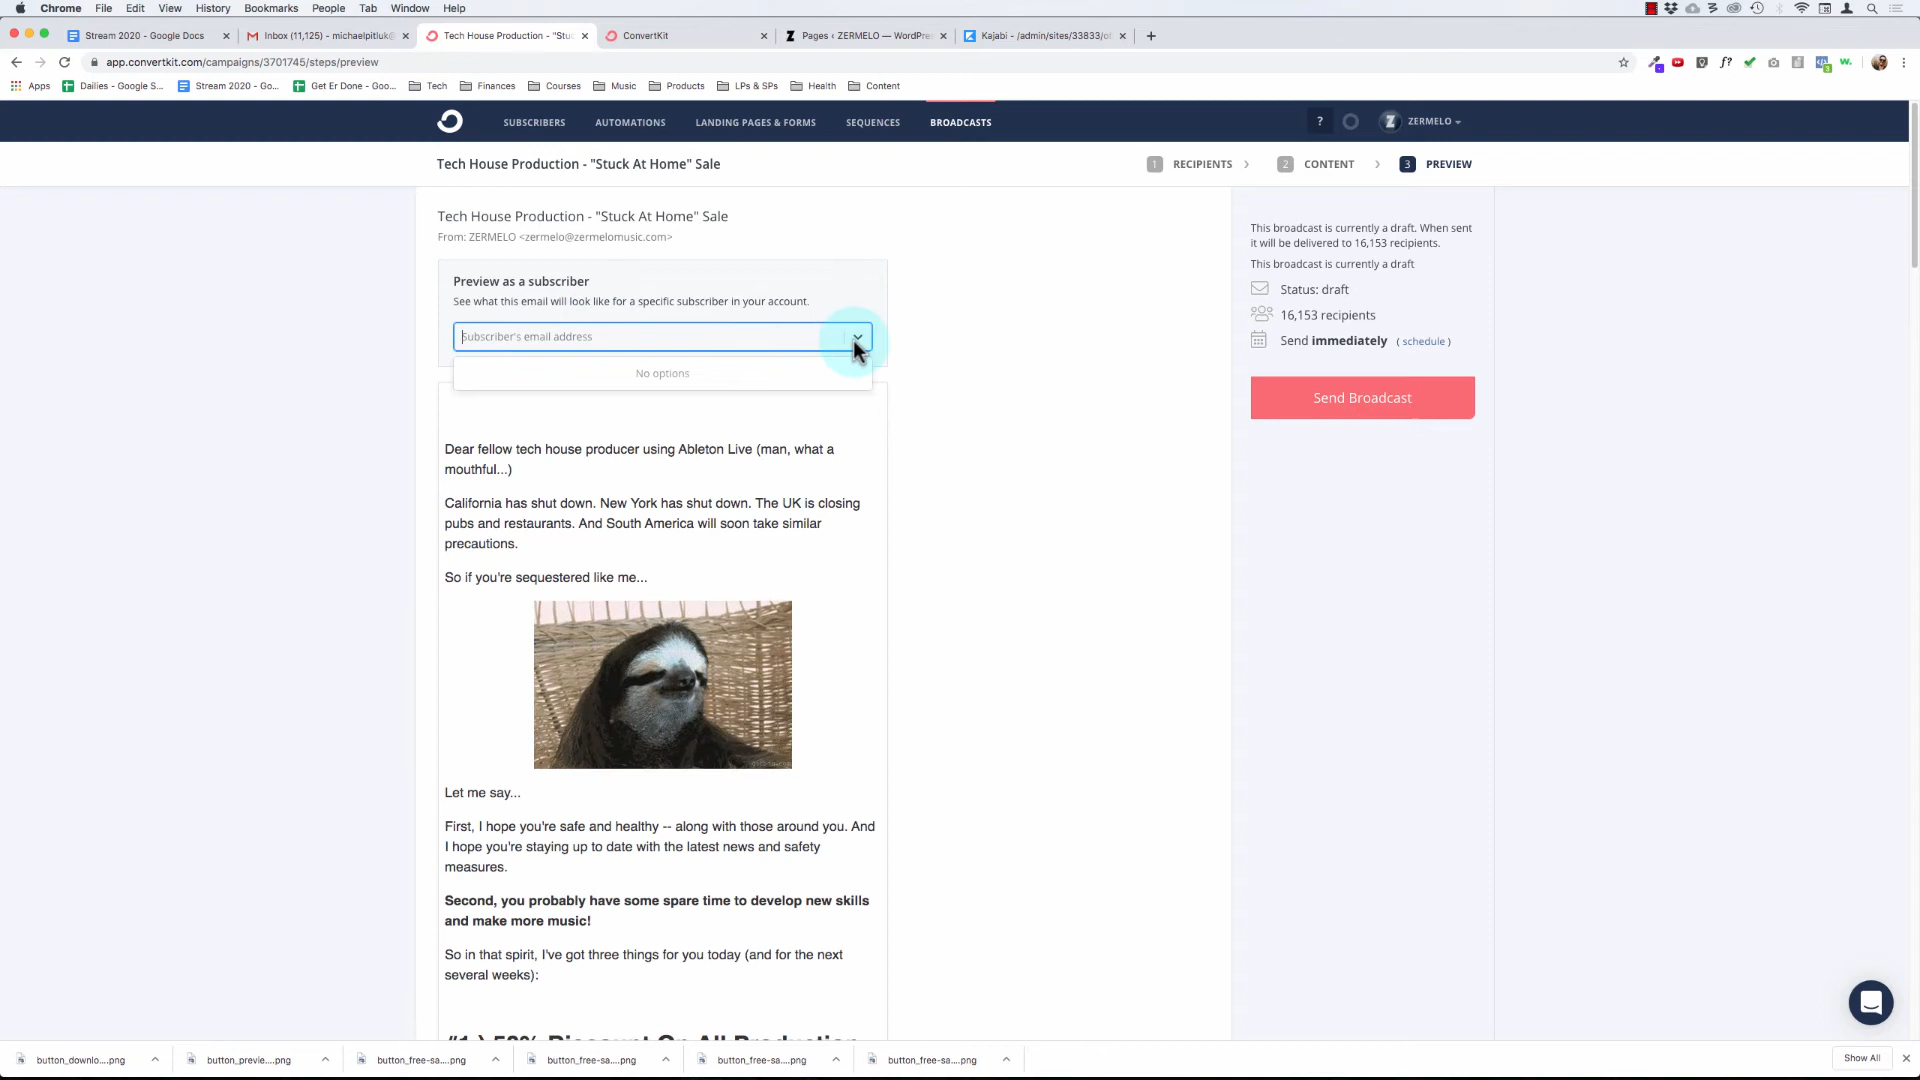 Chrome File Edit View History Bookmarks People Tab Window Help
Stream 2020 - Google Docs
Inbox (11,125) - michaelpitluk@
Tech House Production - "Stuc
ConvertKit
Pages ‹ ZERMELO — WordPres
Kajabi - /admin/sites/33833/of
app.convertkit.com/campaigns/3701745/steps/preview
Apps Dailies - Google S... Stream 2020 - Go... Get Er Done - Goo... Tech Finances Courses Music Products LPs & SPs Health Content
SUBSCRIBERS AUTOMATIONS LANDING PAGES & FORMS SEQUENCES BROADCASTS ? Z ZERMELO
Tech House Production - "Stuck At Home" Sale
1 RECIPIENTS > 2 CONTENT > 3 PREVIEW
Tech House Production - "Stuck At Home" Sale
From: ZERMELO <zermelo@zermelomusic.com>
Preview as a subscriber
See what this email will look like for a specific subscriber in your account.
Subscriber's email address
No options
Dear fellow tech house producer using Ableton Live (man, what a
mouthful...)
California has shut down. New York has shut down. The UK is closing
pubs and restaurants. And South America will soon take similar
precautions.
So if you're sequestered like me...
Let me say...
First, I hope you're safe and healthy -- along with those around you. And
I hope you're staying up to date with the latest news and safety
measures.
Second, you probably have some spare time to develop new skills
and make more music!
So in that spirit, I've got three things for you today (and for the next
several weeks):
This broadcast is currently a draft. When sent
it will be delivered to 16,153 recipients.
This broadcast is currently a draft
Status: draft
16,153 recipients
Send immediately ( schedule )
Send Broadcast
button_downlo....png button_previe....png button_free-sa....png button_free-sa....png button_free-sa....png button_free-sa....png Show All